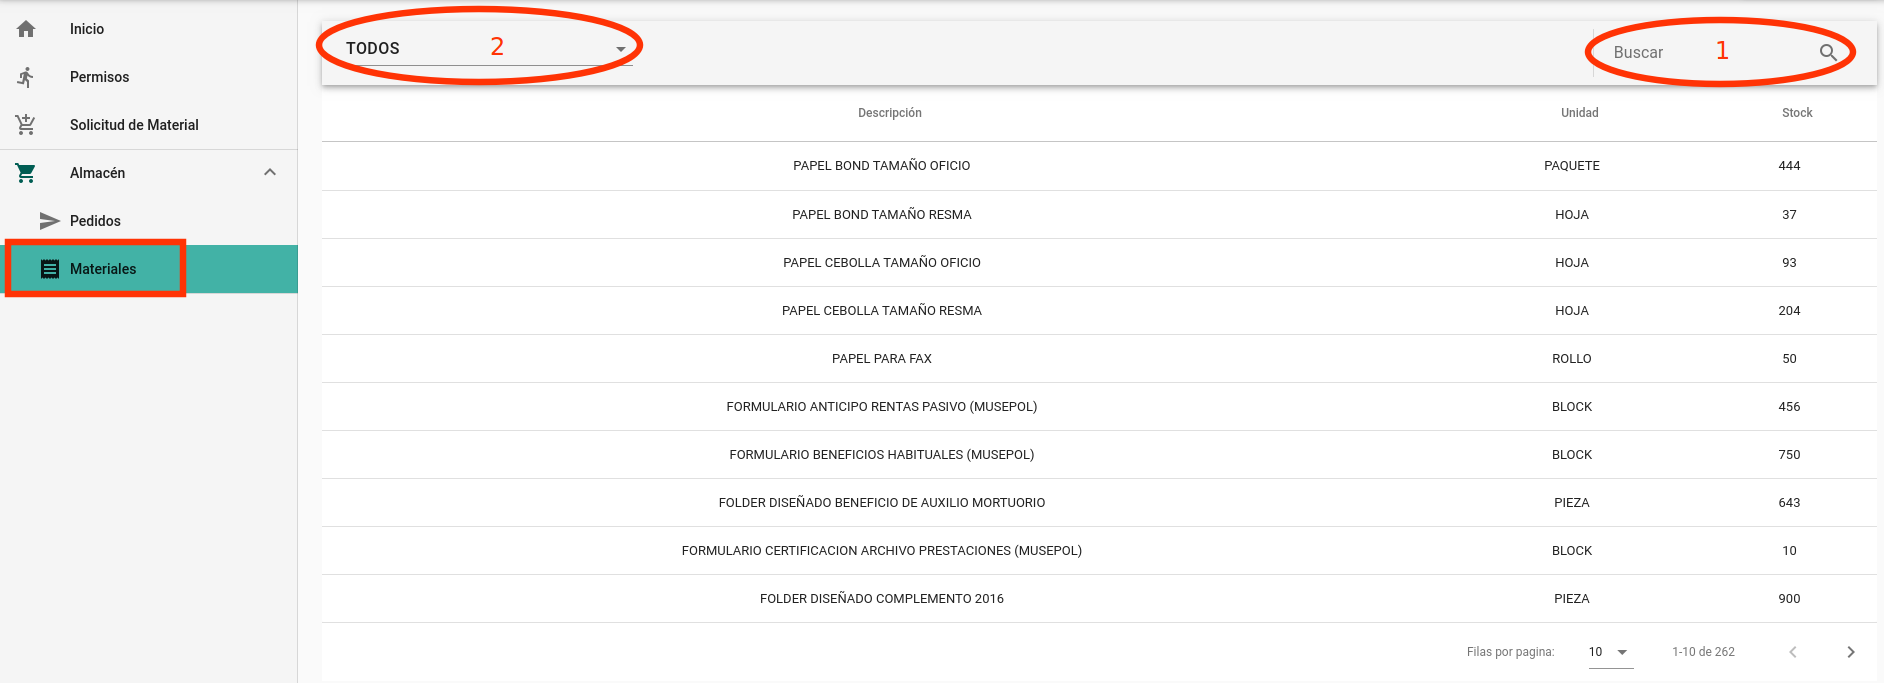 Inicio
Permisos
Solicitud de Material
Almacén
Pedidos
Materiales
TODOS 2
Buscar 1
Descripción Unidad Stock
PAPEL BOND TAMAÑO OFICIO PAQUETE 444
PAPEL BOND TAMAÑO RESMA HOJA 37
PAPEL CEBOLLA TAMAÑO OFICIO HOJA 93
PAPEL CEBOLLA TAMAÑO RESMA HOJA 204
PAPEL PARA FAX ROLLO 50
FORMULARIO ANTICIPO RENTAS PASIVO (MUSEPOL) BLOCK 456
FORMULARIO BENEFICIOS HABITUALES (MUSEPOL) BLOCK 750
FOLDER DISEÑADO BENEFICIO DE AUXILIO MORTUORIO PIEZA 643
FORMULARIO CERTIFICACION ARCHIVO PRESTACIONES (MUSEPOL) BLOCK 10
FOLDER DISEÑADO COMPLEMENTO 2016 PIEZA 900
Filas por pagina: 10 1-10 de 262